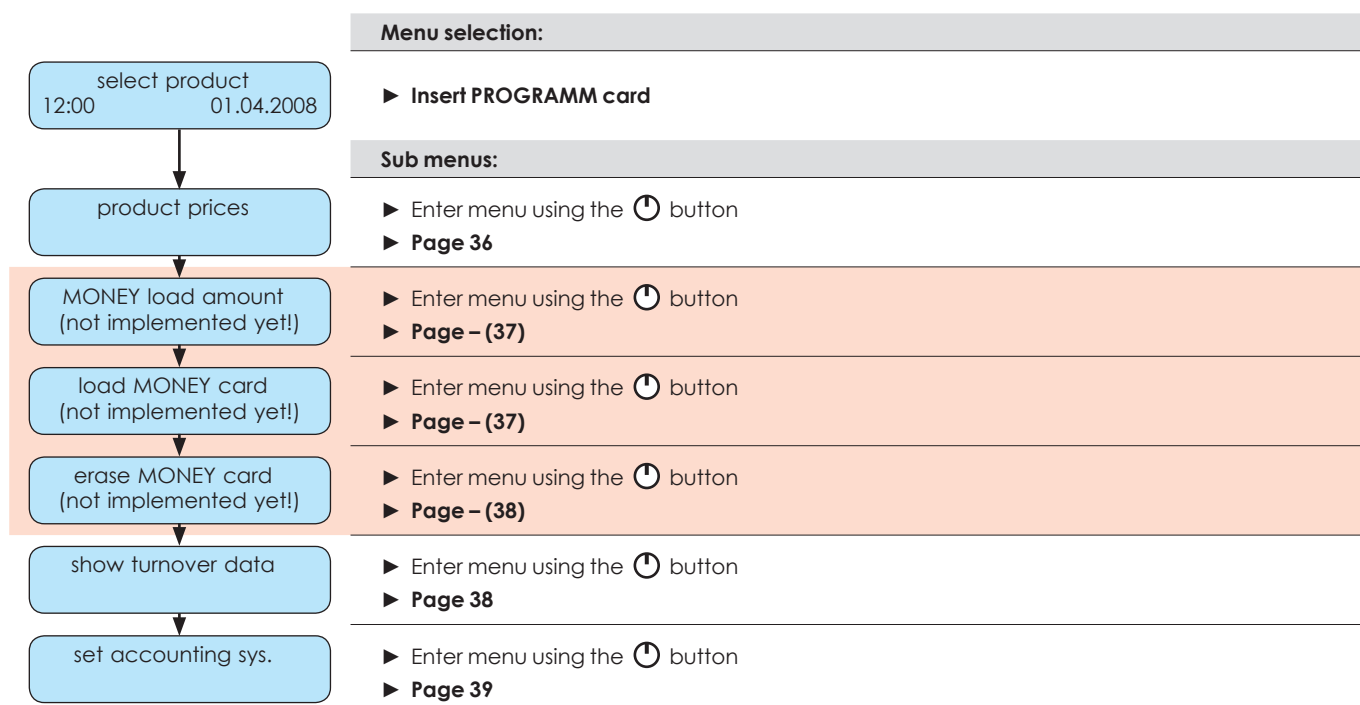 Menu selection:
select product
12:00 01.04.2008
► Insert PROGRAMM card
Sub menus:
product prices
► Enter menu using the button
► Page 36
MONEY load amount
(not implemented yet!)
► Enter menu using the button
► Page – (37)
load MONEY card
(not implemented yet!)
► Enter menu using the button
► Page – (37)
erase MONEY card
(not implemented yet!)
► Enter menu using the button
► Page – (38)
show turnover data
► Enter menu using the button
► Page 38
set accounting sys.
► Enter menu using the button
► Page 39